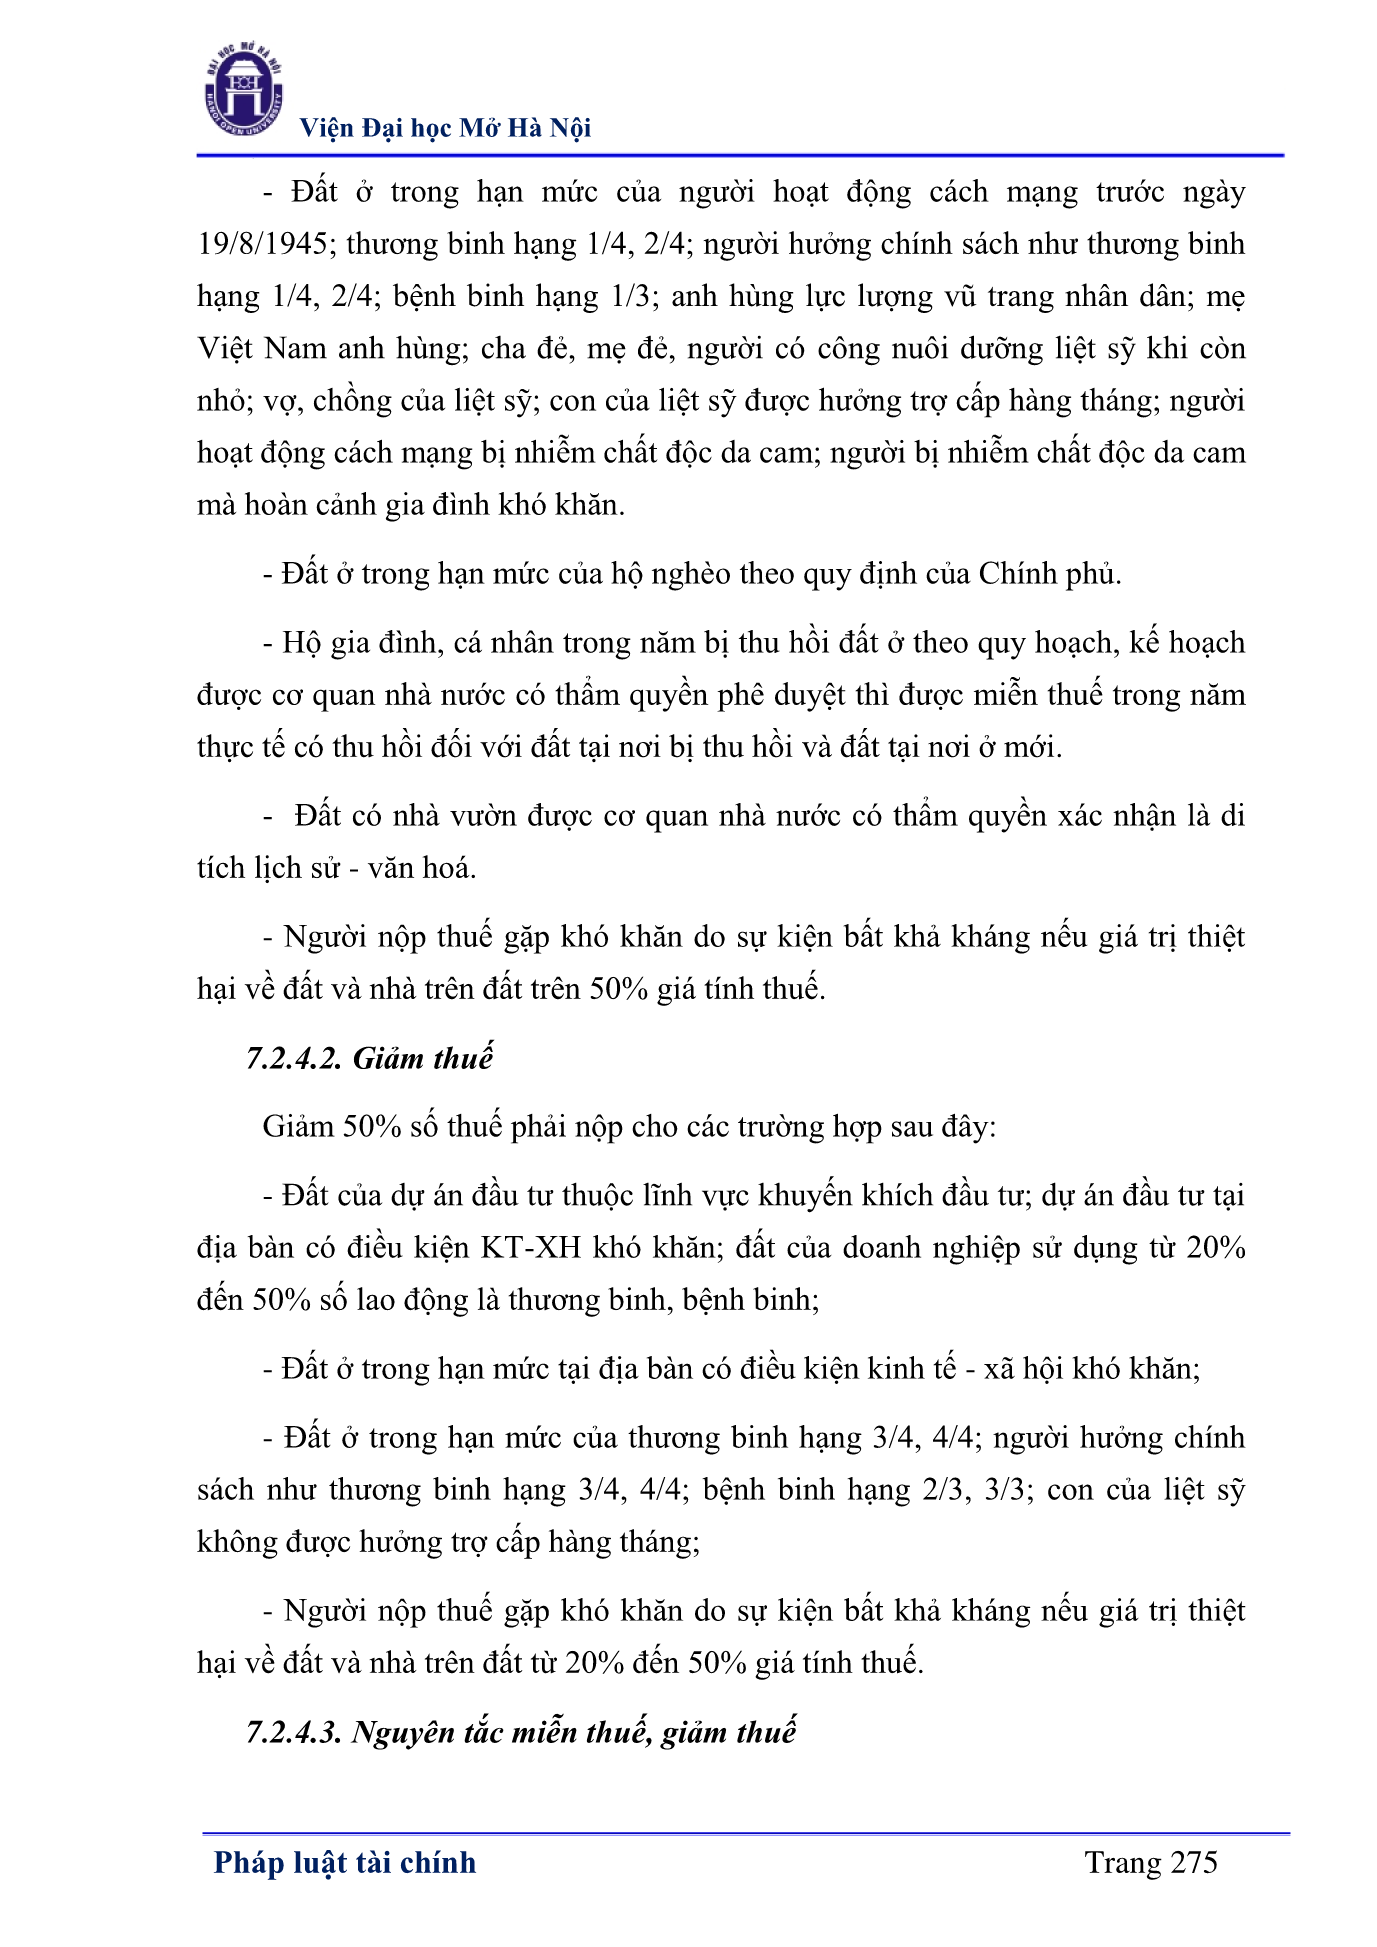 ĐẠI HỌC MỞ HÀ NỘI
HANOI OPEN UNIVERSITY
Viện Đại học Mở Hà Nội
- Đất ở trong hạn mức của người hoạt động cách mạng trước ngày
19/8/1945; thương binh hạng 1/4, 2/4; người hưởng chính sách như thương binh
hạng 1/4, 2/4; bệnh binh hạng 1/3; anh hùng lực lượng vũ trang nhân dân; mẹ
Việt Nam anh hùng; cha đẻ, mẹ đẻ, người có công nuôi dưỡng liệt sỹ khi còn
nhỏ; vợ, chồng của liệt sỹ; con của liệt sỹ được hưởng trợ cấp hàng tháng; người
hoạt động cách mạng bị nhiễm chất độc da cam; người bị nhiễm chất độc da cam
mà hoàn cảnh gia đình khó khăn.
- Đất ở trong hạn mức của hộ nghèo theo quy định của Chính phủ.
- Hộ gia đình, cá nhân trong năm bị thu hồi đất ở theo quy hoạch, kế hoạch
được cơ quan nhà nước có thẩm quyền phê duyệt thì được miễn thuế trong năm
thực tế có thu hồi đối với đất tại nơi bị thu hồi và đất tại nơi ở mới.
- Đất có nhà vườn được cơ quan nhà nước có thẩm quyền xác nhận là di
tích lịch sử - văn hoá.
- Người nộp thuế gặp khó khăn do sự kiện bất khả kháng nếu giá trị thiệt
hại về đất và nhà trên đất trên 50% giá tính thuế.
7.2.4.2. Giảm thuế
Giảm 50% số thuế phải nộp cho các trường hợp sau đây:
- Đất của dự án đầu tư thuộc lĩnh vực khuyến khích đầu tư; dự án đầu tư tại
địa bàn có điều kiện KT-XH khó khăn; đất của doanh nghiệp sử dụng từ 20%
đến 50% số lao động là thương binh, bệnh binh;
- Đất ở trong hạn mức tại địa bàn có điều kiện kinh tế - xã hội khó khăn;
- Đất ở trong hạn mức của thương binh hạng 3/4, 4/4; người hưởng chính
sách như thương binh hạng 3/4, 4/4; bệnh binh hạng 2/3, 3/3; con của liệt sỹ
không được hưởng trợ cấp hàng tháng;
- Người nộp thuế gặp khó khăn do sự kiện bất khả kháng nếu giá trị thiệt
hại về đất và nhà trên đất từ 20% đến 50% giá tính thuế.
7.2.4.3. Nguyên tắc miễn thuế, giảm thuế
Pháp luật tài chính Trang 275